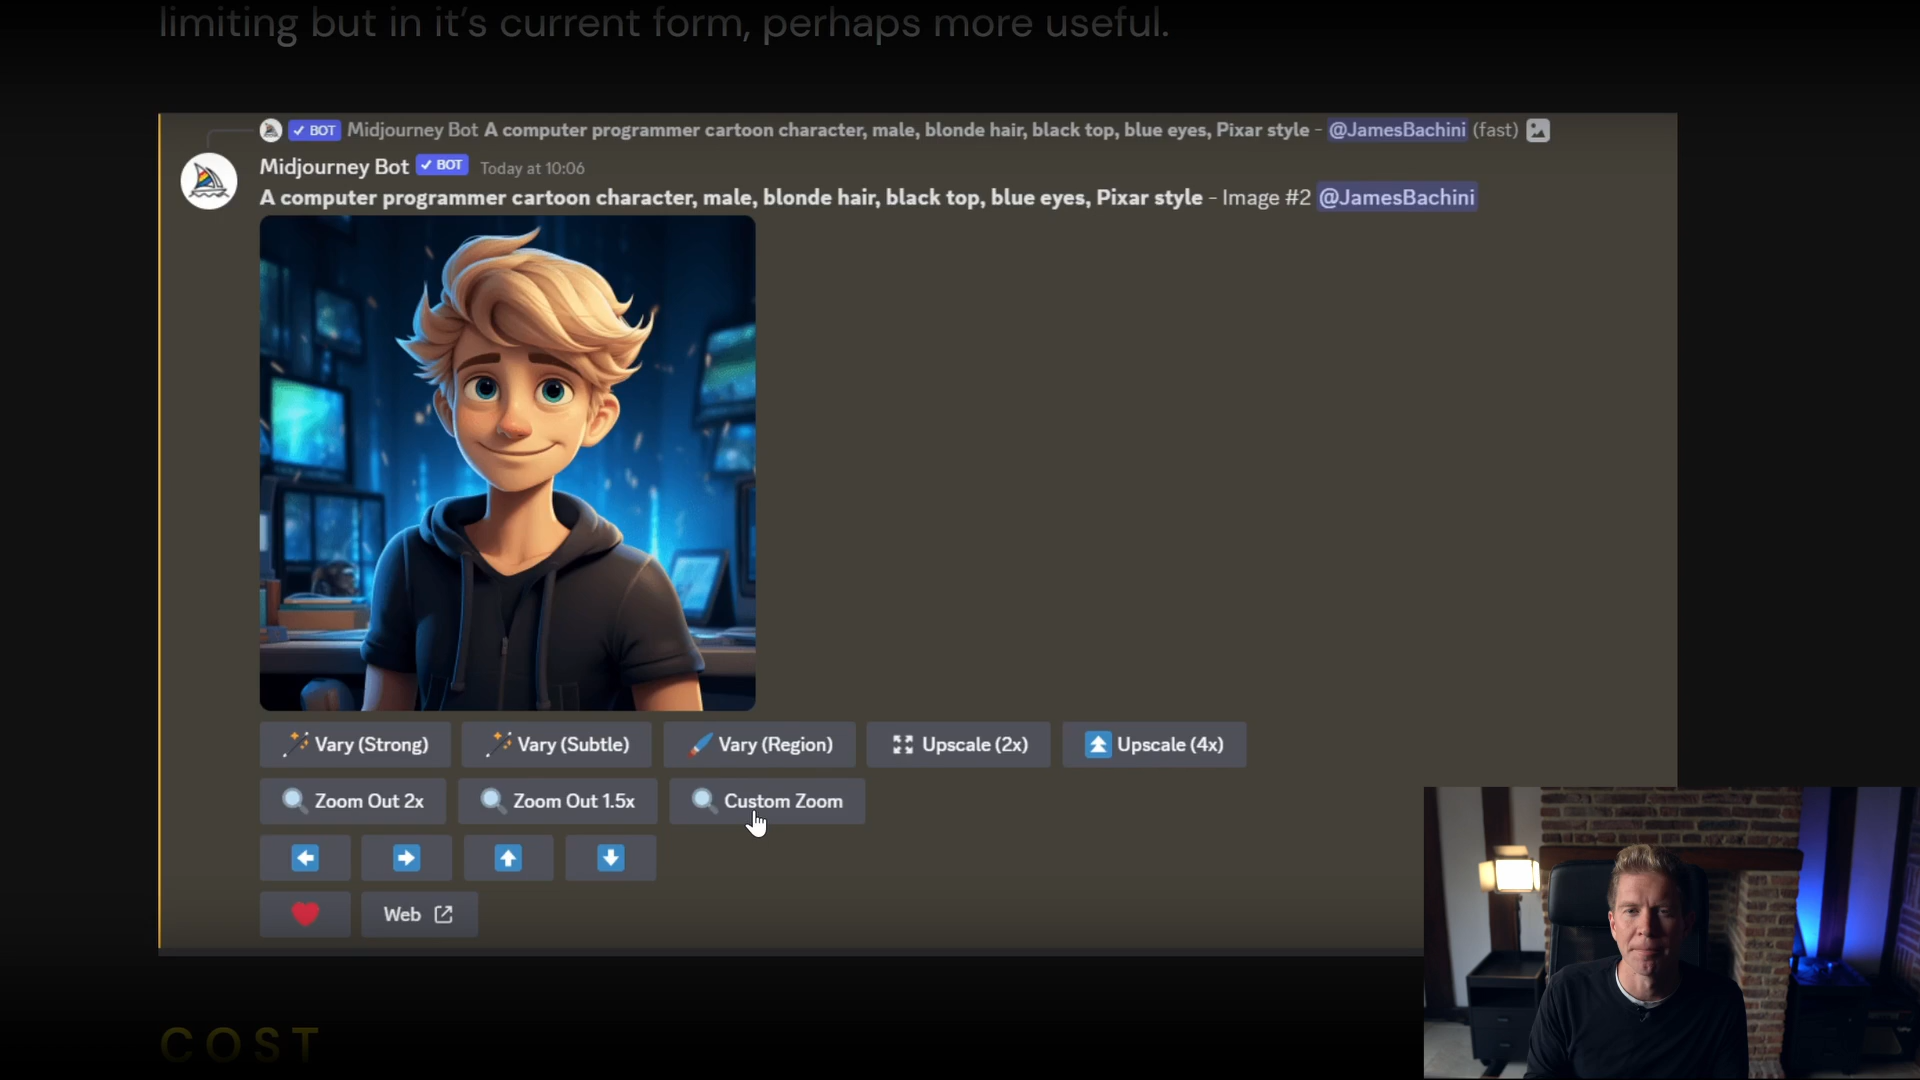 limiting but in it's current form, perhaps more useful.
BOT Midjourney Bot A computer programmer cartoon character, male, blonde hair, black top, blue eyes, Pixar style - @JamesBachini (fast)
Midjourney Bot BOT Today at 10:06
A computer programmer cartoon character, male, blonde hair, black top, blue eyes, Pixar style - Image #2 @JamesBachini
Vary (Strong) Vary (Subtle) Vary (Region) Upscale (2x) Upscale (4x)
Zoom Out 2x Zoom Out 1.5x Custom Zoom
Web
COST